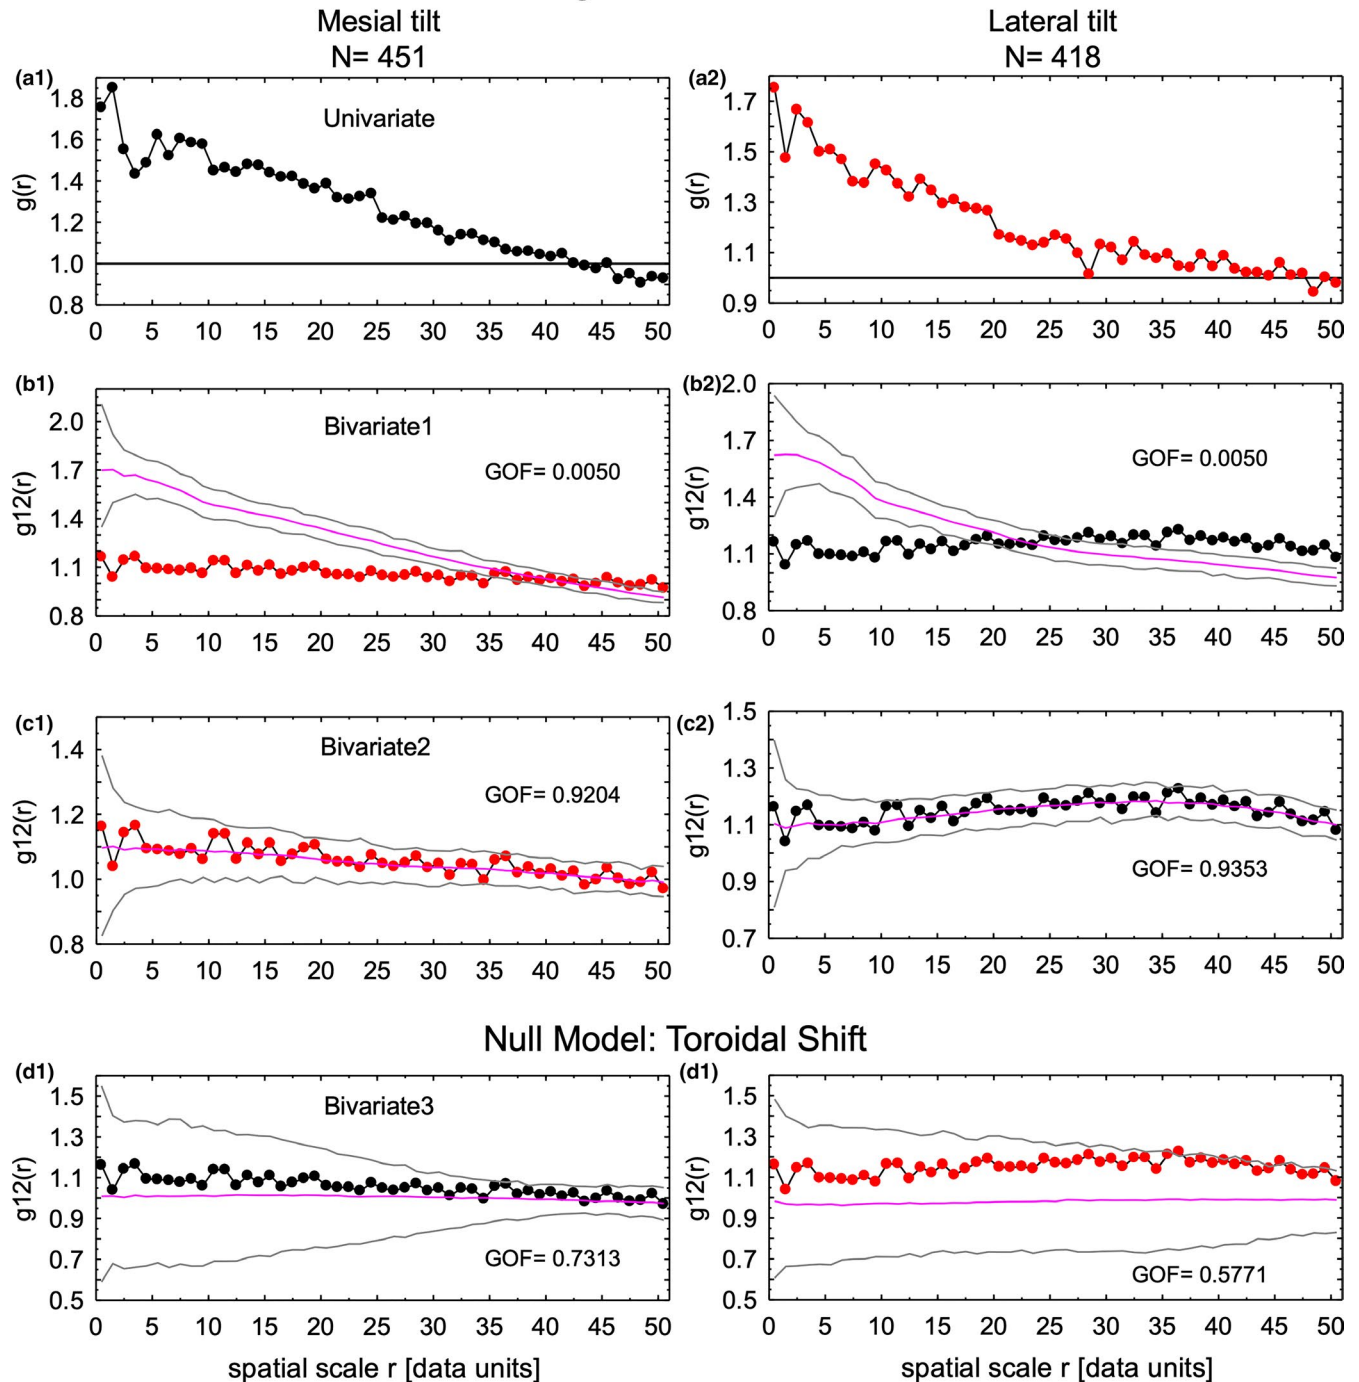 Mesial tilt
N= 451
Lateral tilt
N= 418
(a1)
Univariate
g(r)
1.8
1.6
1.4
1.2
1.0
0.8
0 5 10 15 20 25 30 35 40 45 50
(a2)
g(r)
1.7
1.5
1.3
1.1
0.9
0 5 10 15 20 25 30 35 40 45 50
(b1)
Bivariate1
GOF= 0.0050
g12(r)
2.0
1.7
1.4
1.1
0.8
0 5 10 15 20 25 30 35 40 45 50
(b2)
GOF= 0.0050
g12(r)
2.0
1.7
1.4
1.1
0.8
0 5 10 15 20 25 30 35 40 45 50
(c1)
Bivariate2
GOF= 0.9204
g12(r)
1.4
1.2
1.0
0.8
0 5 10 15 20 25 30 35 40 45 50
(c2)
GOF= 0.9353
g12(r)
1.5
1.3
1.1
0.9
0.7
0 5 10 15 20 25 30 35 40 45 50
Null Model: Toroidal Shift
(d1)
Bivariate3
GOF= 0.7313
g12(r)
1.5
1.3
1.1
0.9
0.7
0.5
0 5 10 15 20 25 30 35 40 45 50
spatial scale r [data units]
(d1)
GOF= 0.5771
g12(r)
1.5
1.3
1.1
0.9
0.7
0.5
0 5 10 15 20 25 30 35 40 45 50
spatial scale r [data units]